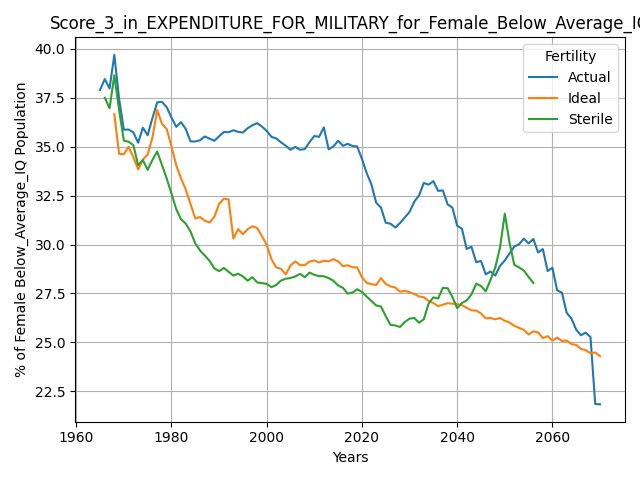 Score_3_in_EXPENDITURE_FOR_MILITARY_for_Female_Below_Average_IQ
Fertility
Actual
Ideal
Sterile
% of Female Below_Average_IQ Population
40.0
37.5
35.0
32.5
30.0
27.5
25.0
22.5
1960 1980 2000 2020 2040 2060
Years